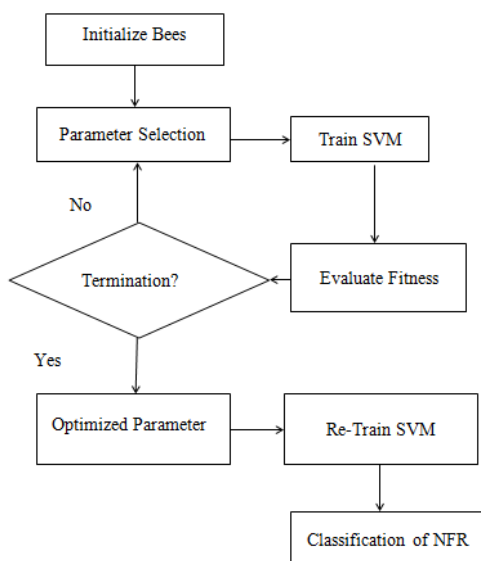 Initialize Bees
Parameter Selection
Train SVM
No
Termination?
Evaluate Fitness
Yes
Optimized Parameter
Re-Train SVM
Classification of NFR